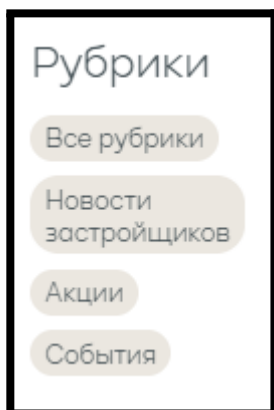 Рубрики
Все рубрики
Новости
застройщиков
Акции
События